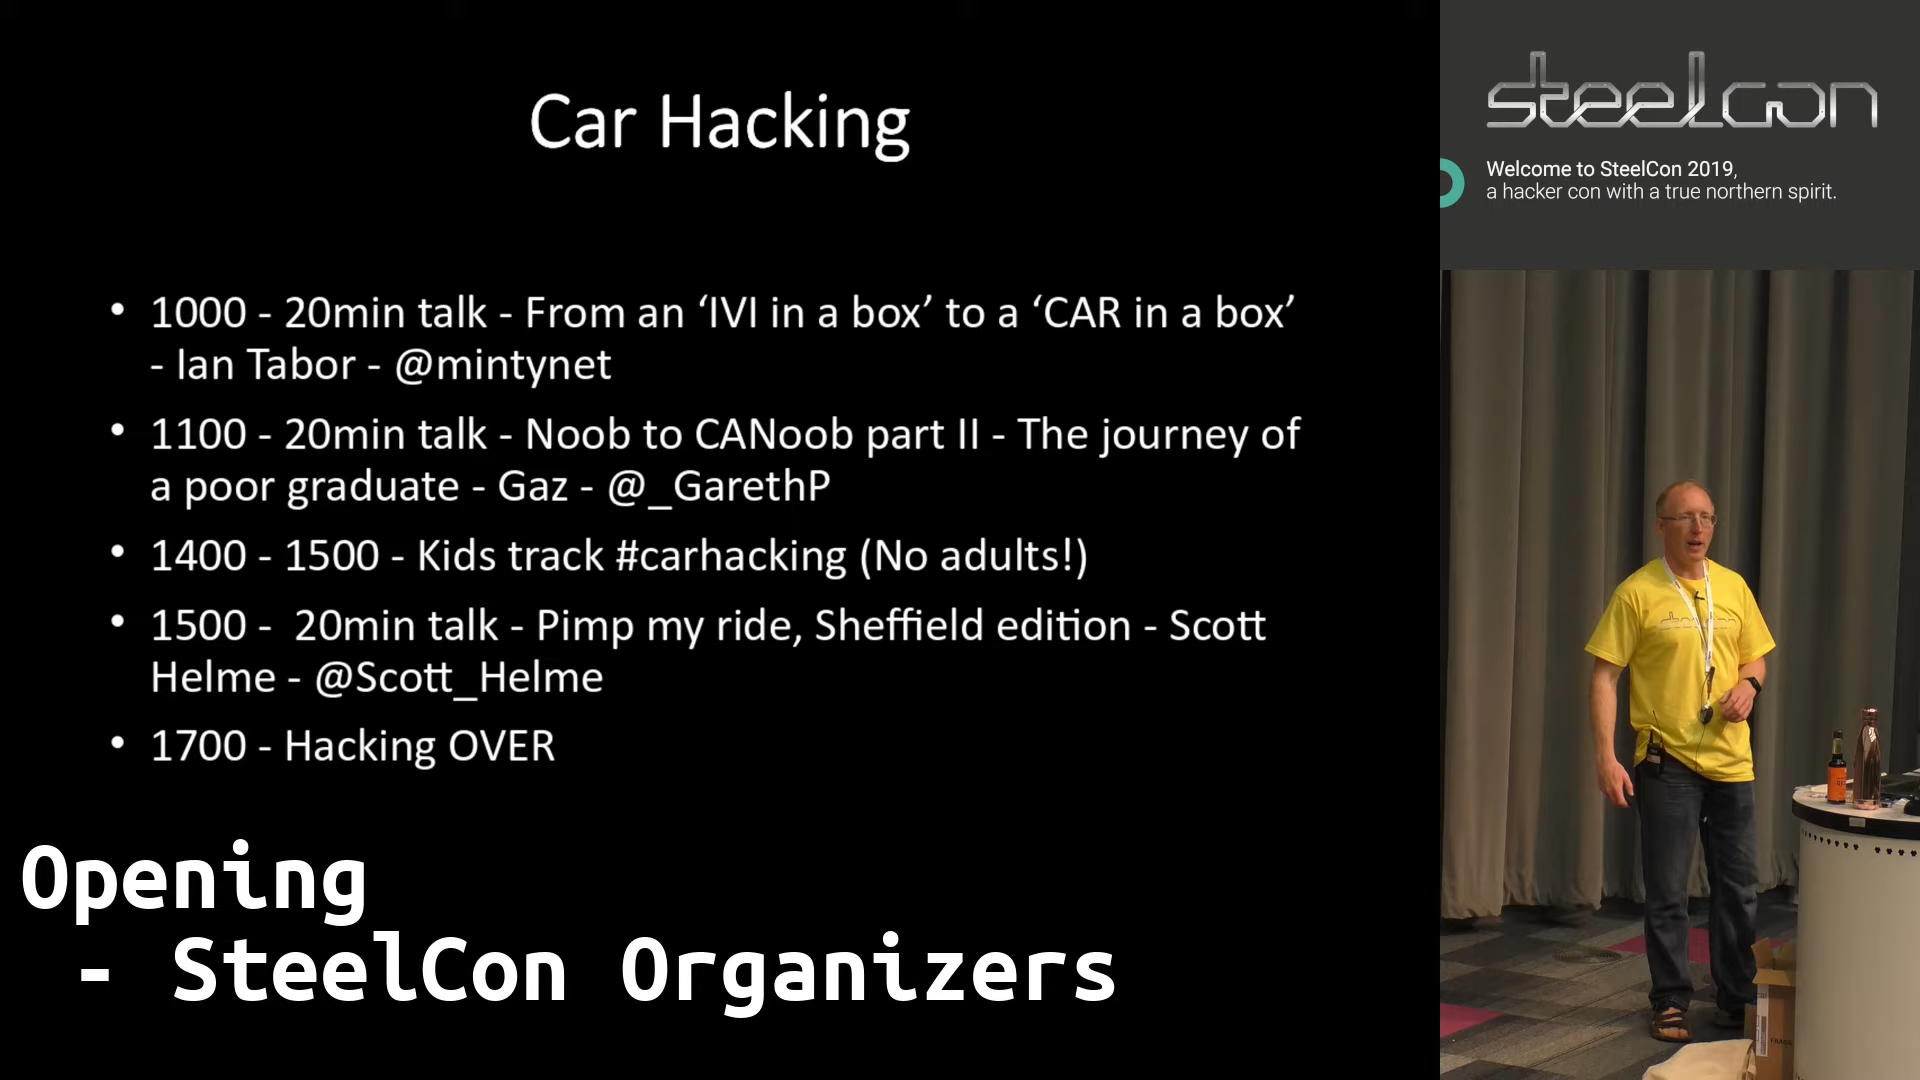 Car Hacking
• 1000 - 20min talk - From an ‘IVI in a box’ to a ‘CAR in a box’
- Ian Tabor - @mintynet
• 1100 - 20min talk - Noob to CANoob part II - The journey of
a poor graduate - Gaz - @_GarethP
• 1400 - 1500 - Kids track #carhacking (No adults!)
• 1500 -  20min talk - Pimp my ride, Sheffield edition - Scott
Helme - @Scott_Helme
• 1700 - Hacking OVER
Opening
- SteelCon Organizers
steelcon
Welcome to SteelCon 2019,
a hacker con with a true northern spirit.
steelcon